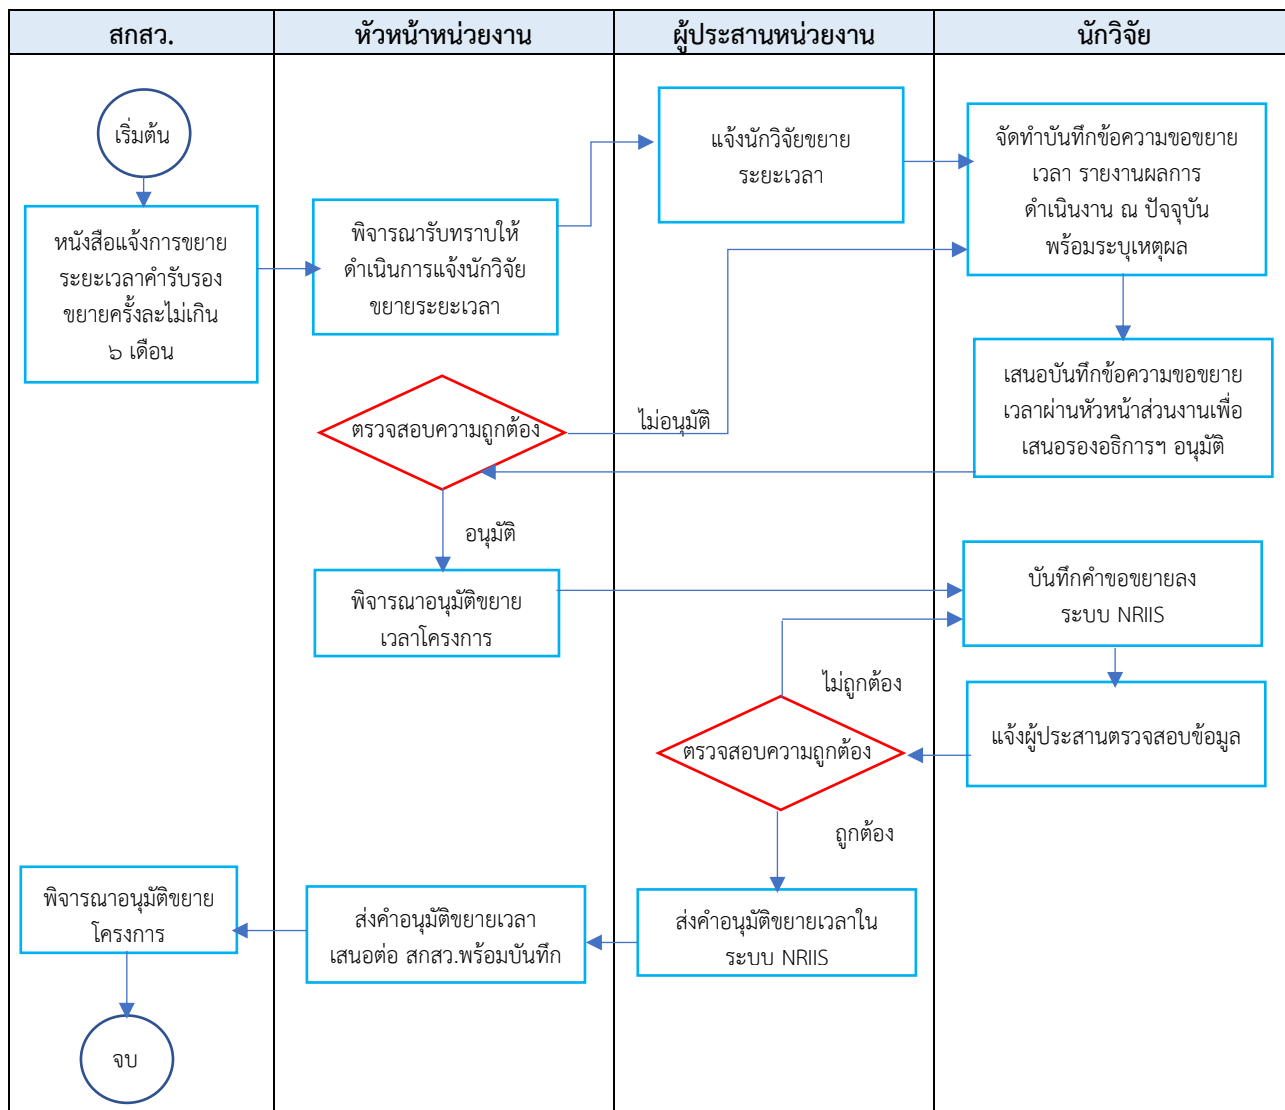 สกสว.
หัวหน้าหน่วยงาน
ผู้ประสานหน่วยงาน
นักวิจัย
เริ่มต้น
หนังสือแจ้งการขยาย
ระยะเวลาคำรับรอง
ขยายครั้งละไม่เกิน
๖ เดือน
พิจารณารับทราบให้
ดำเนินการแจ้งนักวิจัย
ขยายระยะเวลา
แจ้งนักวิจัยขยาย
ระยะเวลา
จัดทำบันทึกข้อความขอขยาย
เวลา รายงานผลการ
ดำเนินงาน ณ ปัจจุบัน
พร้อมระบุเหตุผล
เสนอบันทึกข้อความขอขยาย
เวลาผ่านหัวหน้าส่วนงานเพื่อ
เสนอรองอธิการฯ อนุมัติ
ตรวจสอบความถูกต้อง
ไม่อนุมัติ
อนุมัติ
พิจารณาอนุมัติขยาย
เวลาโครงการ
บันทึกคำขอขยายลง
ระบบ NRIIS
แจ้งผู้ประสานตรวจสอบข้อมูล
ไม่ถูกต้อง
ตรวจสอบความถูกต้อง
ถูกต้อง
ส่งคำอนุมัติขยายเวลาใน
ระบบ NRIIS
ส่งคำอนุมัติขยายเวลา
เสนอต่อ สกสว.พร้อมบันทึก
พิจารณาอนุมัติขยาย
โครงการ
จบ